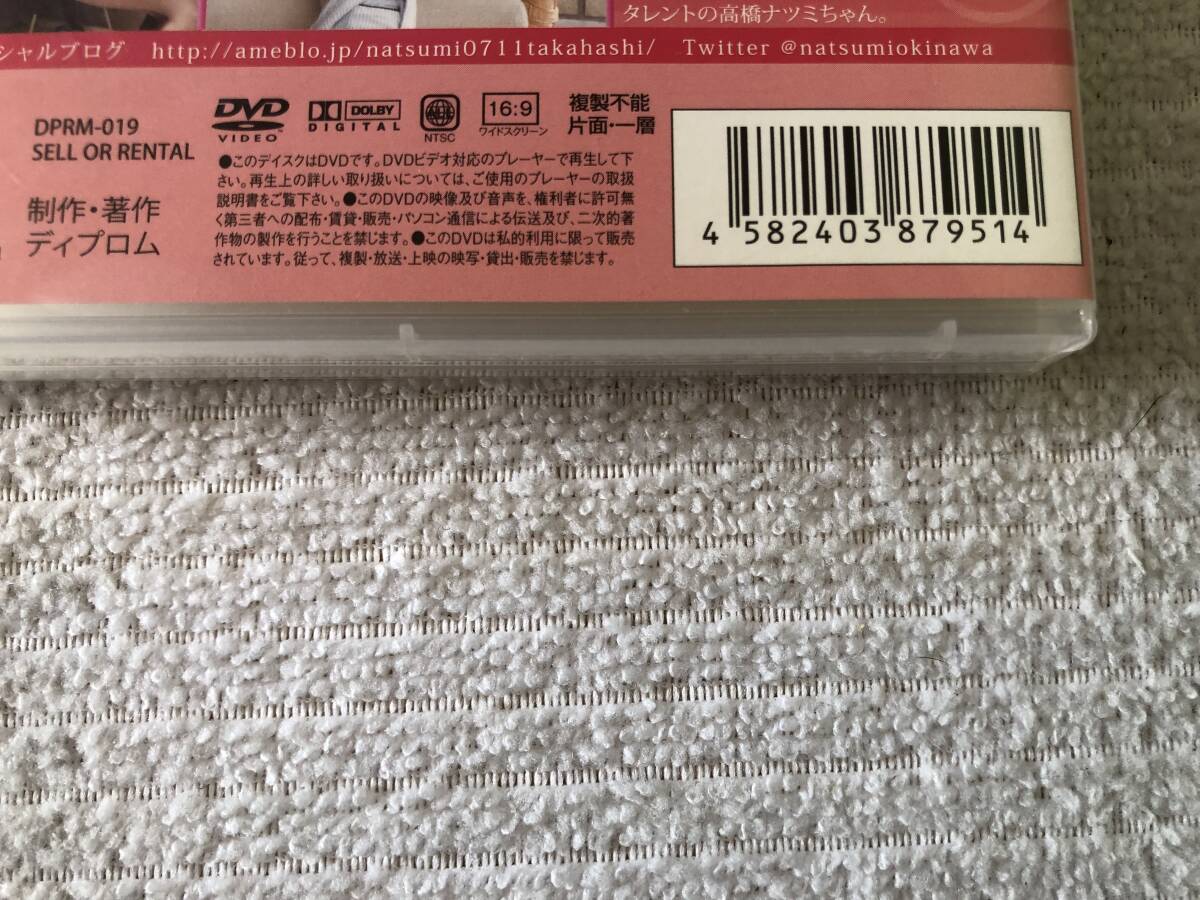 タレントの高橋ナツミちゃん。
シャルブログ http://ameblo.jp/natsumi0711takahashi/ Twitter @natsumiokinawa
DPRM-019
SELL OR RENTAL
制作・著作
ディプロム
DVD
VIDEO
DOLBY
DIGITAL
NTSC
16:9
ワイドスクリーン
複製不能
片面・一層
●このディスクはDVDです。DVDビデオ対応のプレーヤーで再生して下
さい。再生上の詳しい取り扱いについては、ご使用のプレーヤーの取扱
説明書をご覧下さい。●このDVDの映像及び音声を、権利者に許可無
く第三者への配布・賃貸・販売・パソコン通信による伝送及び、二次的著
作物の製作を行うことを禁じます。●このDVDは私的利用に限って販売
されています。従って、複製・放送・上映の映写・貸出・販売を禁じます。
4 582403 879514